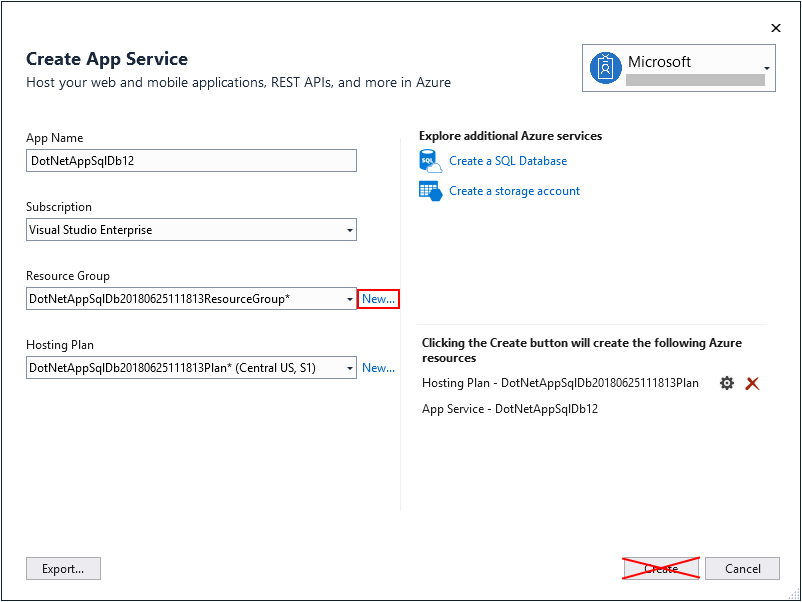 Create App Service
Host your web and mobile applications, REST APIs, and more in Azure
Microsoft
App Name
DotNetAppSqlDb12
Subscription
Visual Studio Enterprise
Resource Group
DotNetAppSqlDb20180625111813ResourceGroup*
New...
Hosting Plan
DotNetAppSqlDb20180625111813Plan* (Central US, S1)
New...
Explore additional Azure services
SQL
Create a SQL Database
Create a storage account
Clicking the Create button will create the following Azure
resources
Hosting Plan - DotNetAppSqlDb20180625111813Plan
App Service - DotNetAppSqlDb12
Export...
Create
Cancel